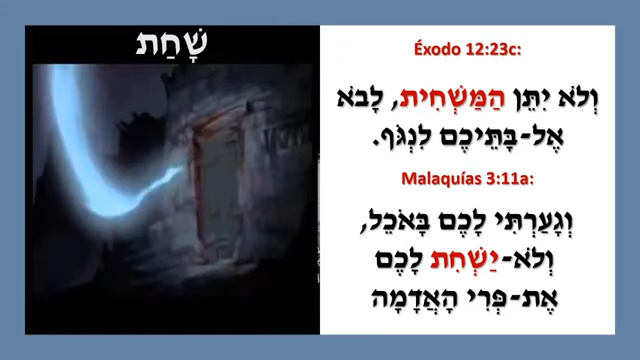 שָׁחַת
Éxodo 12:23c:
וְלֹא יִתֵּן הַמַּשְׁחִית, לָבֹא
אֶל-בָּתֵּיכֶם לִנְגֹּף.
Malaquías 3:11a:
וְגָעַרְתִּי לָכֶם בָּאֹכֵל,
וְלֹא-יַשְׁחִת לָכֶם
אֶת-פְּרִי הָאֲדָמָה